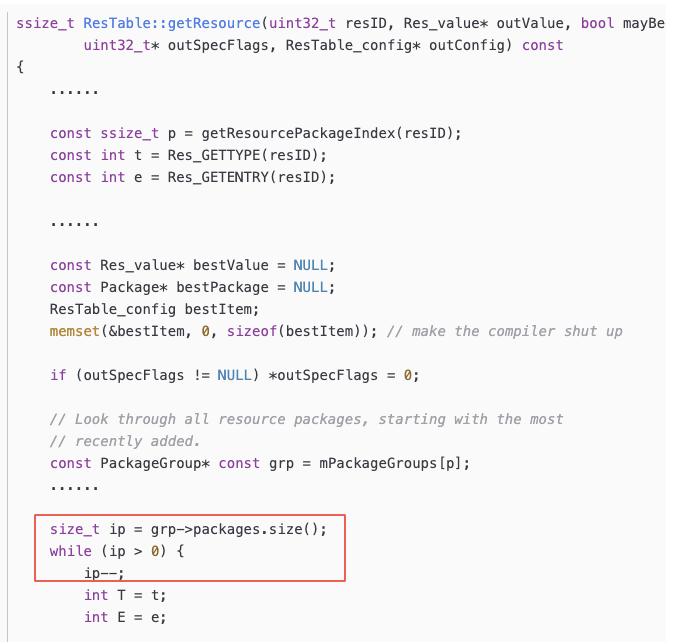 ssize_t ResTable::getResource(uint32_t resID, Res_value* outValue, bool mayBe
        uint32_t* outSpecFlags, ResTable_config* outConfig) const
{
    ......

    const ssize_t p = getResourcePackageIndex(resID);
    const int t = Res_GETTYPE(resID);
    const int e = Res_GETENTRY(resID);

    ......

    const Res_value* bestValue = NULL;
    const Package* bestPackage = NULL;
    ResTable_config bestItem;
    memset(&bestItem, 0, sizeof(bestItem)); // make the compiler shut up

    if (outSpecFlags != NULL) *outSpecFlags = 0;

    // Look through all resource packages, starting with the most
    // recently added.
    const PackageGroup* const grp = mPackageGroups[p];
    ......

    size_t ip = grp->packages.size();
    while (ip > 0) {
        ip--;
        int T = t;
        int E = e;